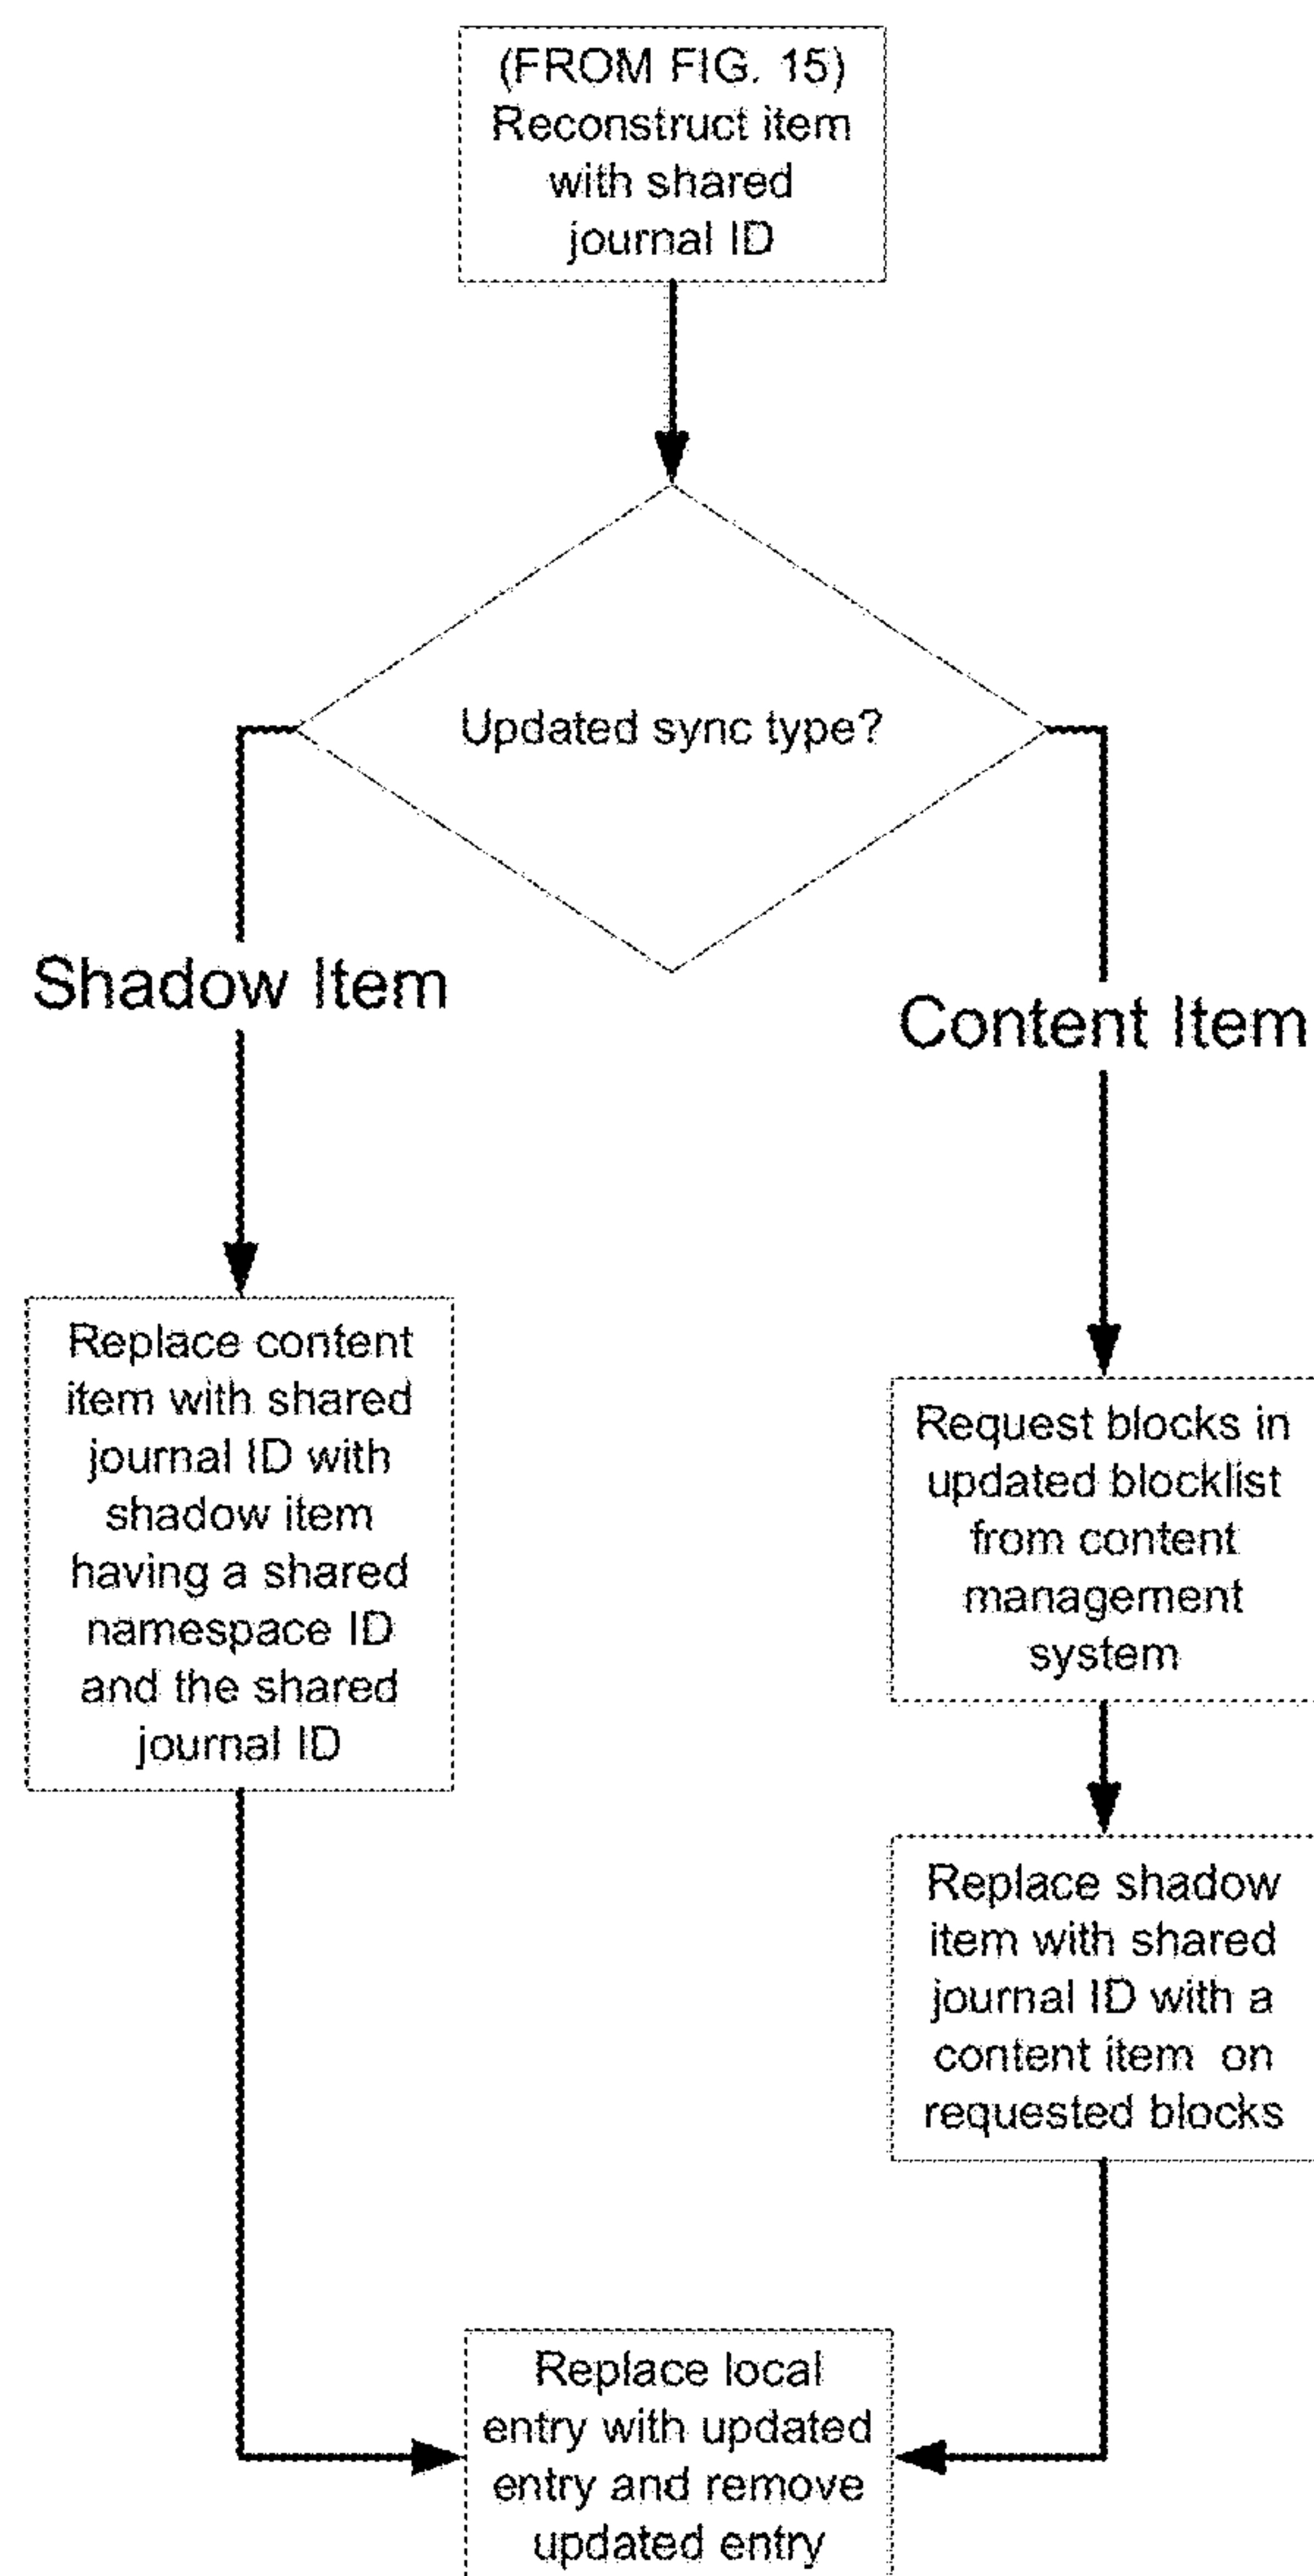 (FROM FIG. 15)
Reconstruct item
with shared
journal ID
Updated sync type?
Shadow Item
Content Item
Replace content
item with shared
journal ID with
shadow item
having a shared
namespace ID
and the shared
journal ID
Request blocks in
updated blocklist
from content
management
system
Replace shadow
item with shared
journal ID with a
content item on
requested blocks
Replace local
entry with updated
entry and remove
updated entry